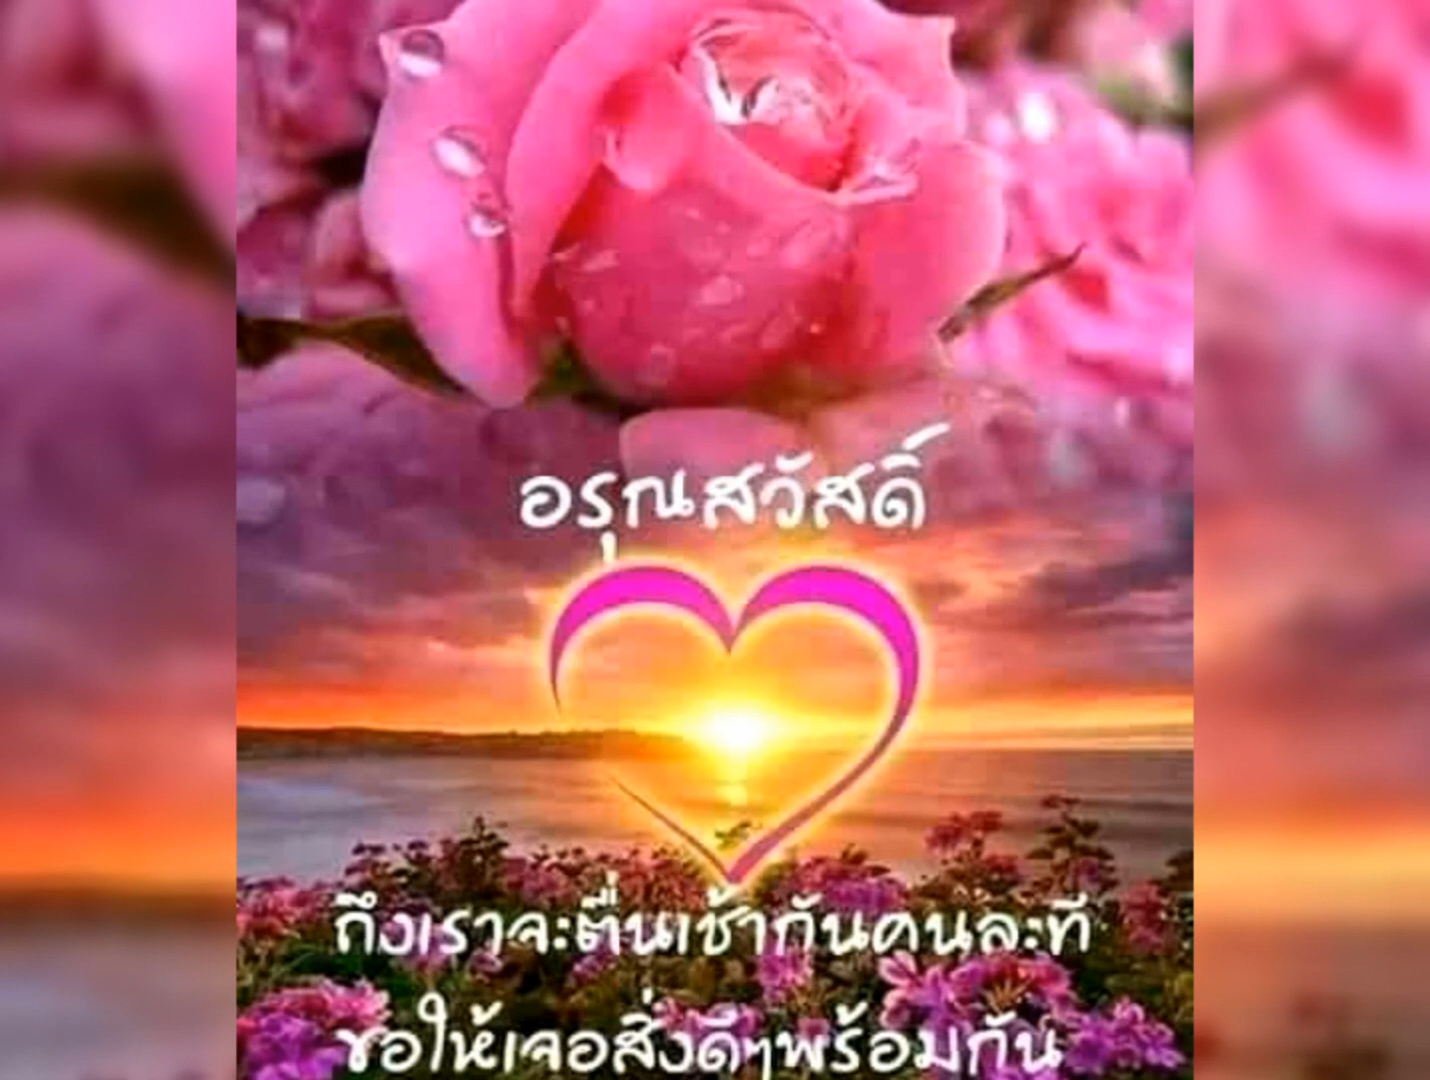 อรุณสวัสดิ์
ถึงเราจะตื่นเช้ากันคนละที
ขอให้เจอสิ่งดีๆพร้อมกัน